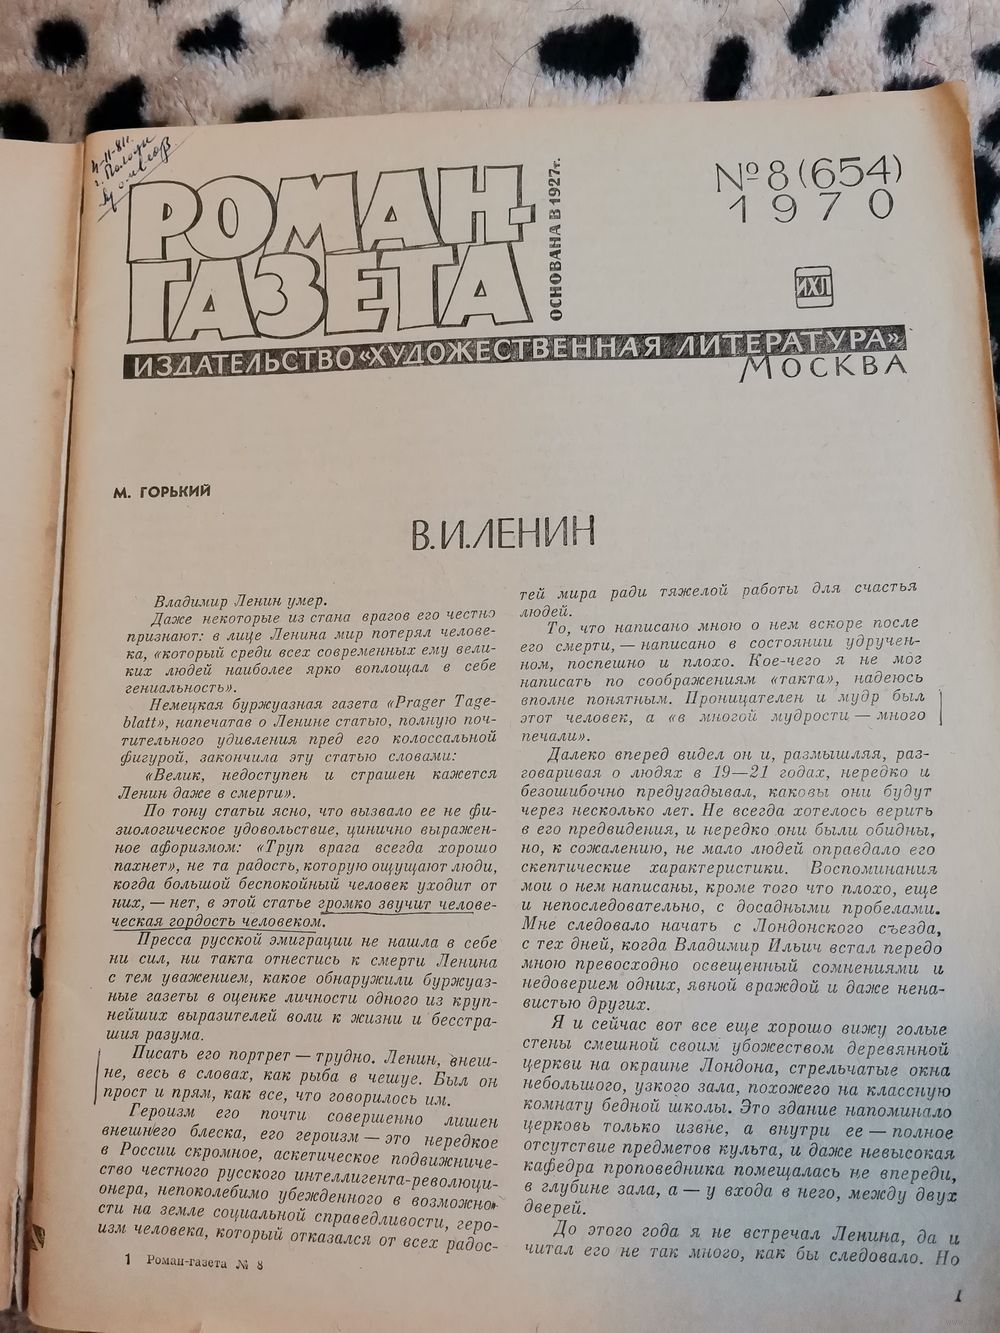 4-11-81г.
РОМАН-
ГАЗЕТА
ОСНОВАНА В 1927г.
№ 8 (654)
1970
ИХЛ
ИЗДАТЕЛЬСТВО «ХУДОЖЕСТВЕННАЯ ЛИТЕРАТУРА»
МОСКВА
М. ГОРЬКИЙ
В. И. ЛЕНИН
Владимир Ленин умер.
Даже некоторые из стана врагов его честно
признают: в лице Ленина мир потерял челове-
ка, «который среди всех современных ему вели-
ких людей наиболее ярко воплощал в себе
гениальность».
Немецкая буржуазная газета «Prager Tage-
blatt», напечатав о Ленине статью, полную поч-
тительного удивления пред его колоссальной
фигурой, закончила эту статью словами:
«Велик, недоступен и страшен кажется
Ленин даже в смерти».
По тону статьи ясно, что вызвало ее не фи-
зиологическое удовольствие, цинично выражен-
ное афоризмом: «Труп врага всегда хорошо
пахнет», не та радость, которую ощущают люди,
когда большой беспокойный человек уходит от
них, — нет, в этой статье громко звучит челове-
ческая гордость человеком.
Пресса русской эмиграции не нашла в себе
ни сил, ни такта отнестись к смерти Ленина
с тем уважением, какое обнаружили буржуаз-
ные газеты в оценке личности одного из круп-
нейших выразителей воли к жизни и бесстра-
шия разума.
Писать его портрет — трудно. Ленин, внеш-
не, весь в словах, как рыба в чешуе. Был он
прост и прям, как все, что говорилось им.
Героизм его почти совершенно лишен
внешнего блеска, его героизм — это нередкое
в России скромное, аскетическое подвижниче-
ство честного русского интеллигента-революци-
онера, непоколебимо убежденного в возможно-
сти на земле социальной справедливости, геро-
изм человека, который отказался от всех радос-
1 Роман-газета № 8
тей мира ради тяжелой работы для счастья
людей.
То, что написано мною о нем вскоре после
его смерти, — написано в состоянии удручен-
ном, поспешно и плохо. Кое-чего я не мог
написать по соображениям «такта», надеюсь
вполне понятным. Проницателен и мудр был
этот человек, а «в многой мудрости — много
печали».
Далеко вперед видел он и, размышляя, раз-
говаривая о людях в 19—21 годах, нередко и
безошибочно предугадывал, каковы они будут
через несколько лет. Не всегда хотелось верить
в его предвидения, и нередко они были обидны,
но, к сожалению, не мало людей оправдало его
скептические характеристики. Воспоминания
мои о нем написаны, кроме того что плохо, еще
и непоследовательно, с досадными пробелами.
Мне следовало начать с Лондонского съезда,
с тех дней, когда Владимир Ильич встал передо
мною превосходно освещенный сомнениями и
недоверием одних, явной враждой и даже нена-
вистью других.
Я и сейчас вот все еще хорошо вижу голые
стены смешной своим убожеством деревянной
церкви на окраине Лондона, стрельчатые окна
небольшого, узкого зала, похожего на классную
комнату бедной школы. Это здание напоминало
церковь только извне, а внутри ее — полное
отсутствие предметов культа, и даже невысокая
кафедра проповедника помещалась не впереди,
в глубине зала, а — у входа в него, между двух
дверей.
До этого года я не встречал Ленина, да и
читал его не так много, как бы следовало. Но
1